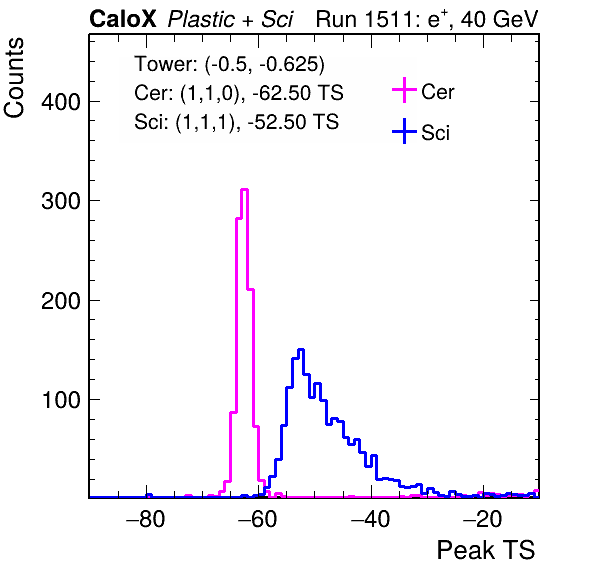 CaloX Plastic + Sci Run 1511: e⁺, 40 GeV
Counts
Tower: (-0.5, -0.625)
Cer: (1,1,0), -62.50 TS
Sci: (1,1,1), -52.50 TS
Cer
Sci
400
300
200
100
−80 −60 −40 −20
Peak TS